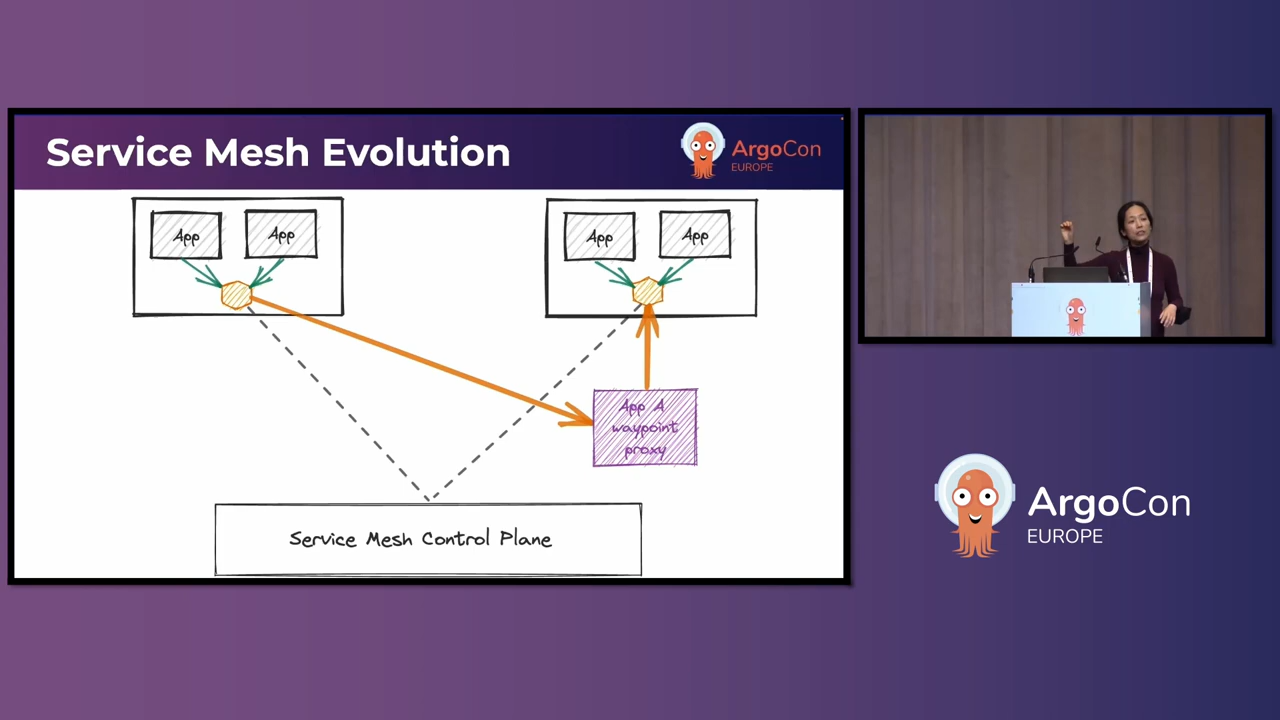 Service Mesh Evolution
ArgoCon
EUROPE
App
App
App
App
App A
waypoint
proxy
Service Mesh Control Plane
ArgoCon
EUROPE